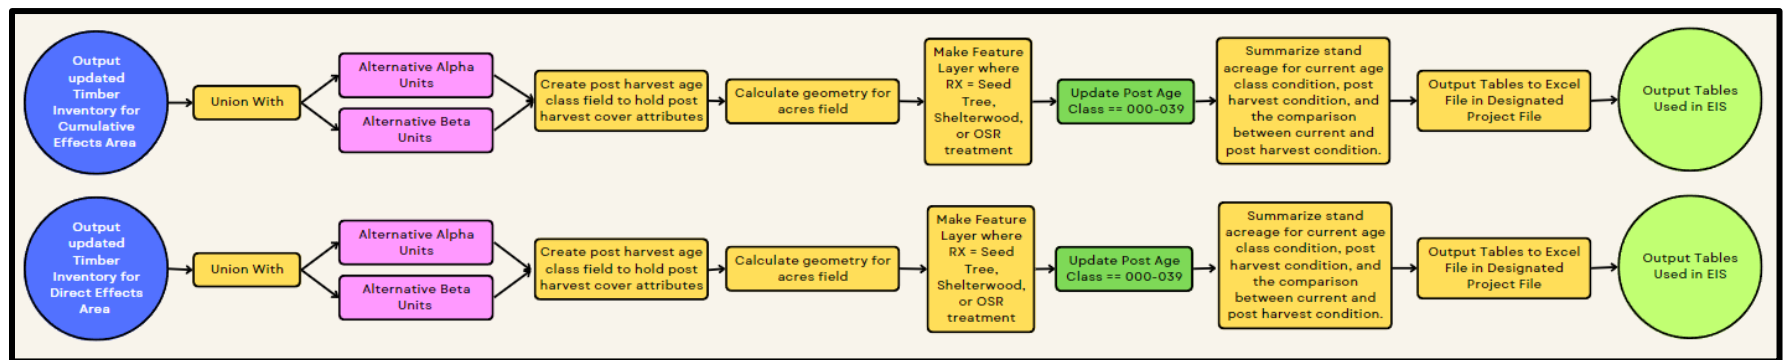 Output
updated
Timber
Inventory for
Cumulative
Effects Area
Union With
Alternative Alpha
Units
Alternative Beta
Units
Create post harvest age
class field to hold post
harvest cover attributes
Calculate geometry for
acres field
Make Feature
Layer where
RX = Seed
Tree,
Shelterwood,
or OSR
treatment
Update Post Age
Class == 000-039
Summarize stand
acreage for current age
class condition, post
harvest condition, and
the comparison
between current and
post harvest condition.
Output Tables to Excel
File in Designated
Project File
Output Tables
Used in EIS
Output
updated
Timber
Inventory for
Direct Effects
Area
Union With
Alternative Alpha
Units
Alternative Beta
Units
Create post harvest age
class field to hold post
harvest cover attributes
Calculate geometry for
acres field
Make Feature
Layer where
RX = Seed
Tree,
Shelterwood,
or OSR
treatment
Update Post Age
Class == 000-039
Summarize stand
acreage for current age
class condition, post
harvest condition, and
the comparison
between current and
post harvest condition.
Output Tables to Excel
File in Designated
Project File
Output Tables
Used in EIS